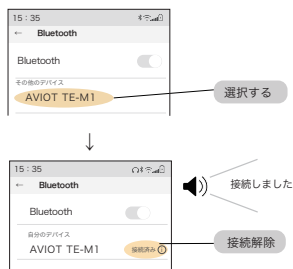 15：35
← Bluetooth
Bluetooth
その他のデバイス
AVIOT TE-M1
選択する
↓
15：35
← Bluetooth
接続しました
Bluetooth
自分のデバイス
AVIOT TE-M1 接続済み
接続解除